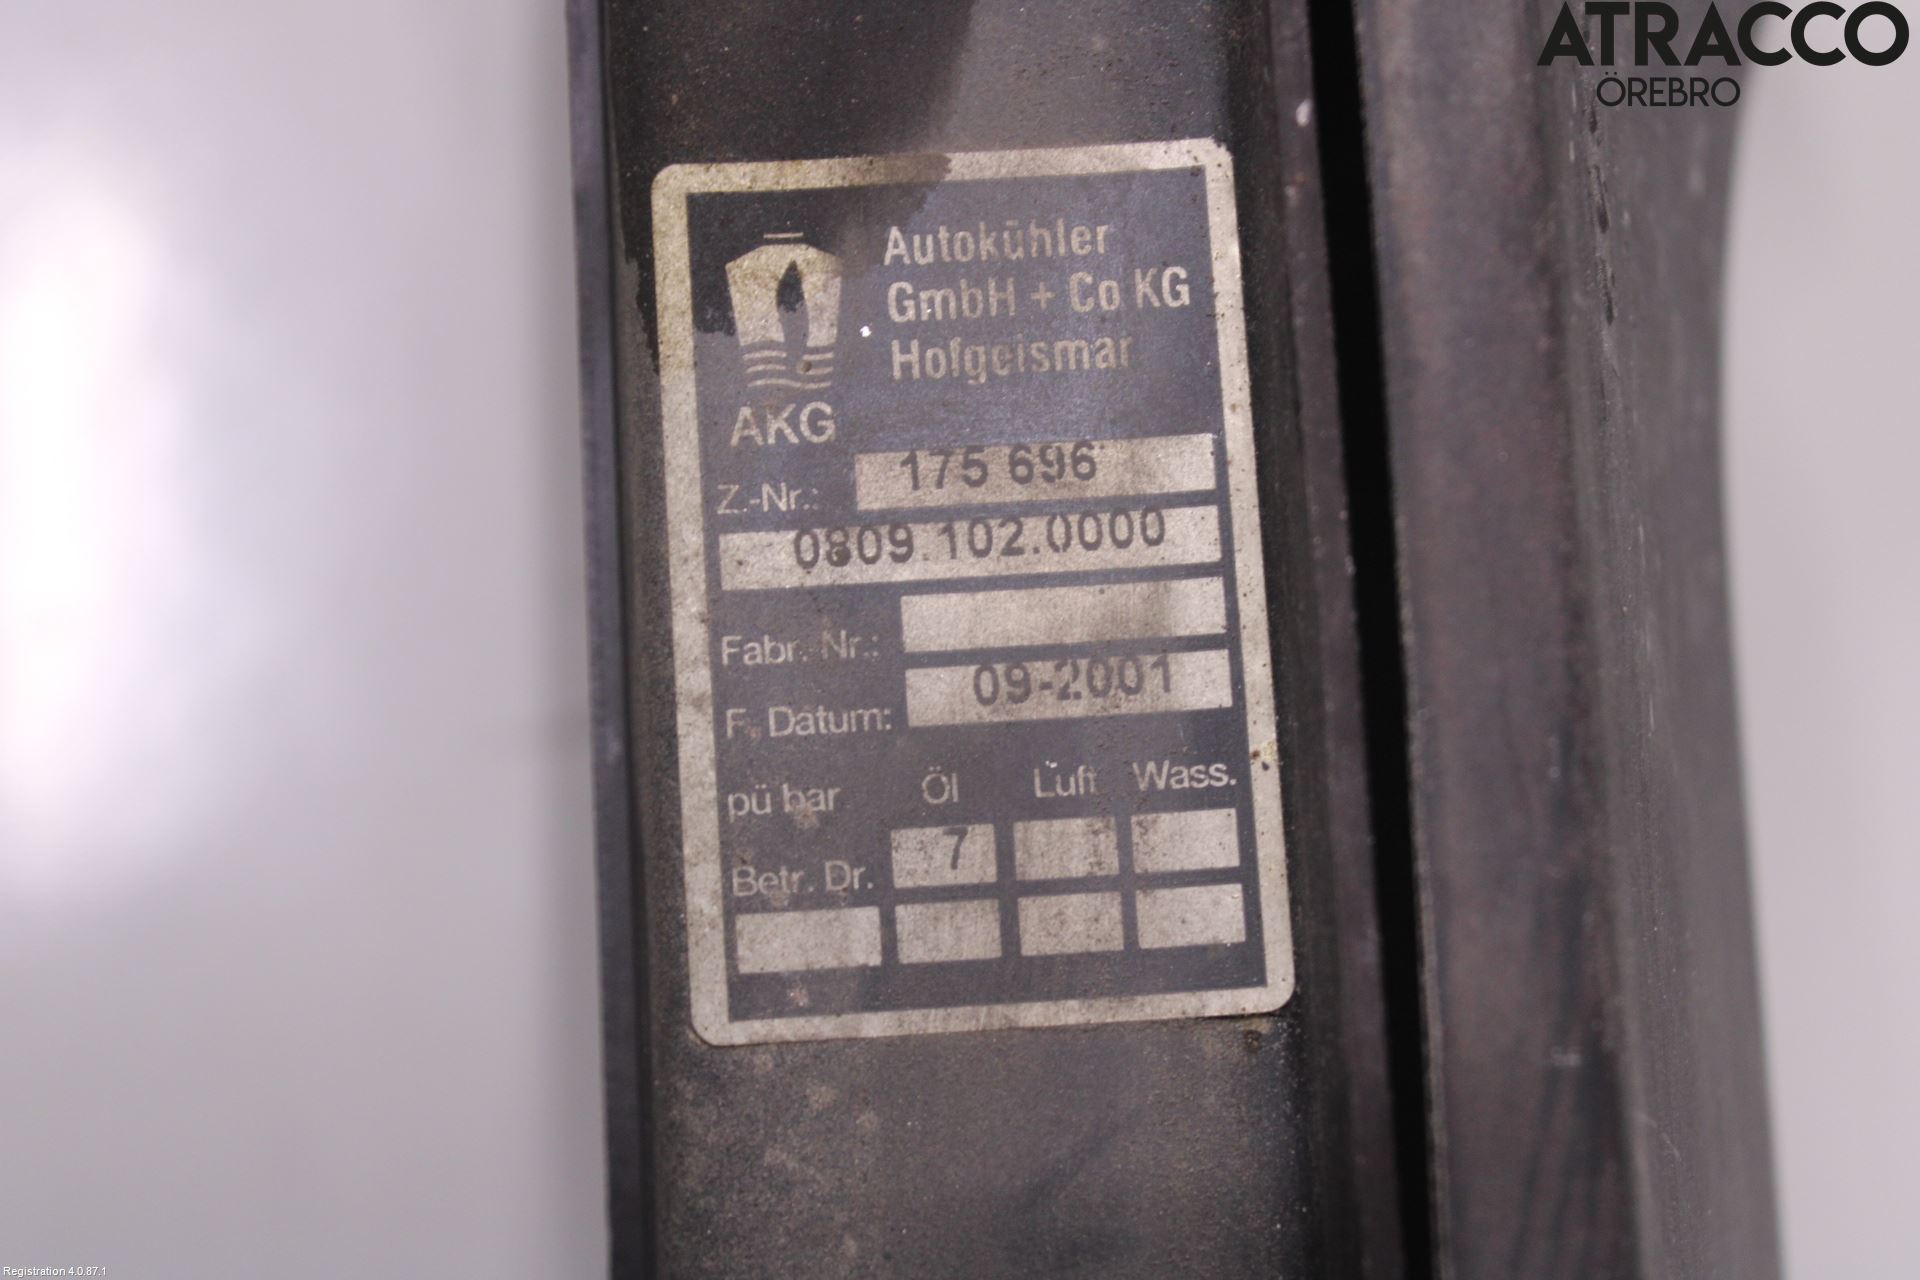 ATRACCO
ÖREBRO
Autokühler
GmbH + Co KG
Hofgeismar
AKG
Z.-Nr.: 175 696
0809.102.0000
Fabr. Nr.:
F. Datum: 09-2001
pü bar Öl Luft Wass.
Betr. Dr. 7
Registration 4.0.87.1